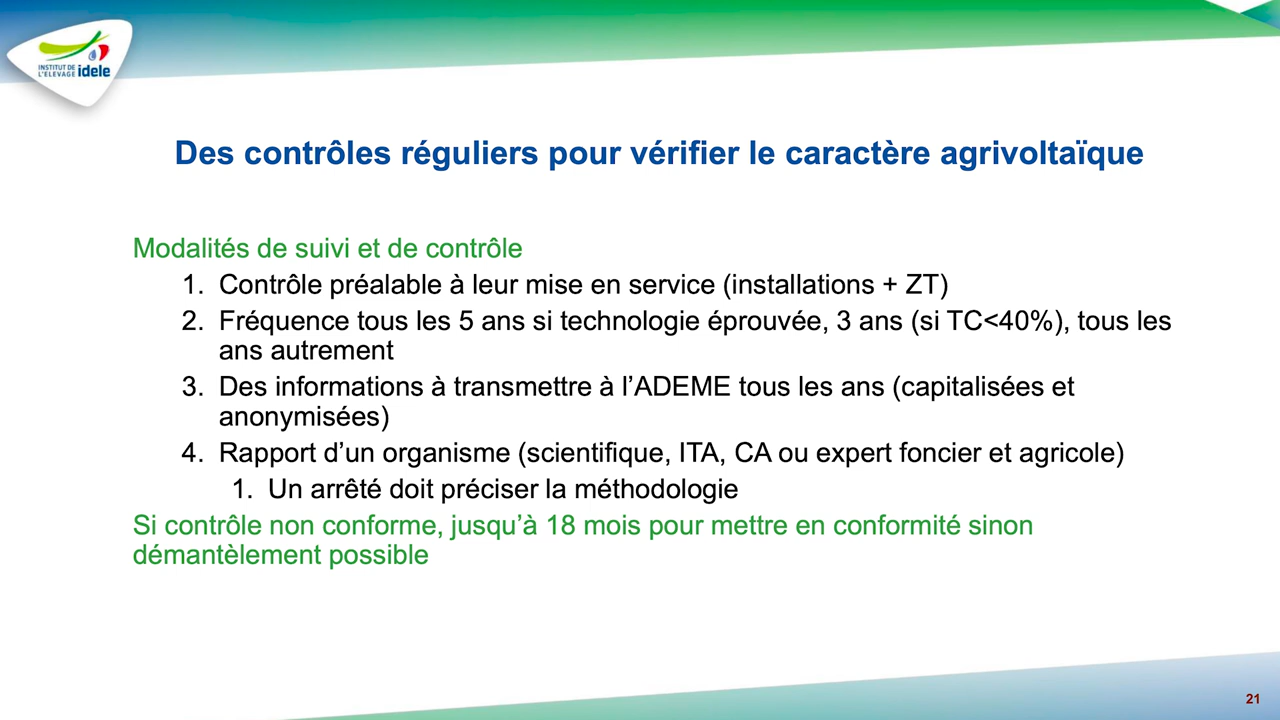 INSTITUT DE
L'ELEVAGE idele
Des contrôles réguliers pour vérifier le caractère agrivoltaïque
Modalités de suivi et de contrôle
1. Contrôle préalable à leur mise en service (installations + ZT)
2. Fréquence tous les 5 ans si technologie éprouvée, 3 ans (si TC<40%), tous les
ans autrement
3. Des informations à transmettre à l’ADEME tous les ans (capitalisées et
anonymisées)
4. Rapport d’un organisme (scientifique, ITA, CA ou expert foncier et agricole)
1. Un arrêté doit préciser la méthodologie
Si contrôle non conforme, jusqu’à 18 mois pour mettre en conformité sinon
démantèlement possible
21